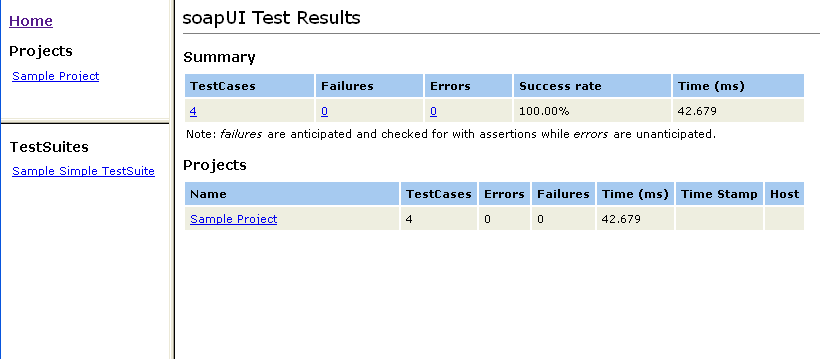 Home
Projects
Sample Project
TestSuites
Sample Simple TestSuite
soapUI Test Results
Summary
TestCases Failures Errors Success rate Time (ms)
4 0 0 100.00% 42.679
Note: failures are anticipated and checked for with assertions while errors are unanticipated.
Projects
Name TestCases Errors Failures Time (ms) Time Stamp Host
Sample Project 4 0 0 42.679